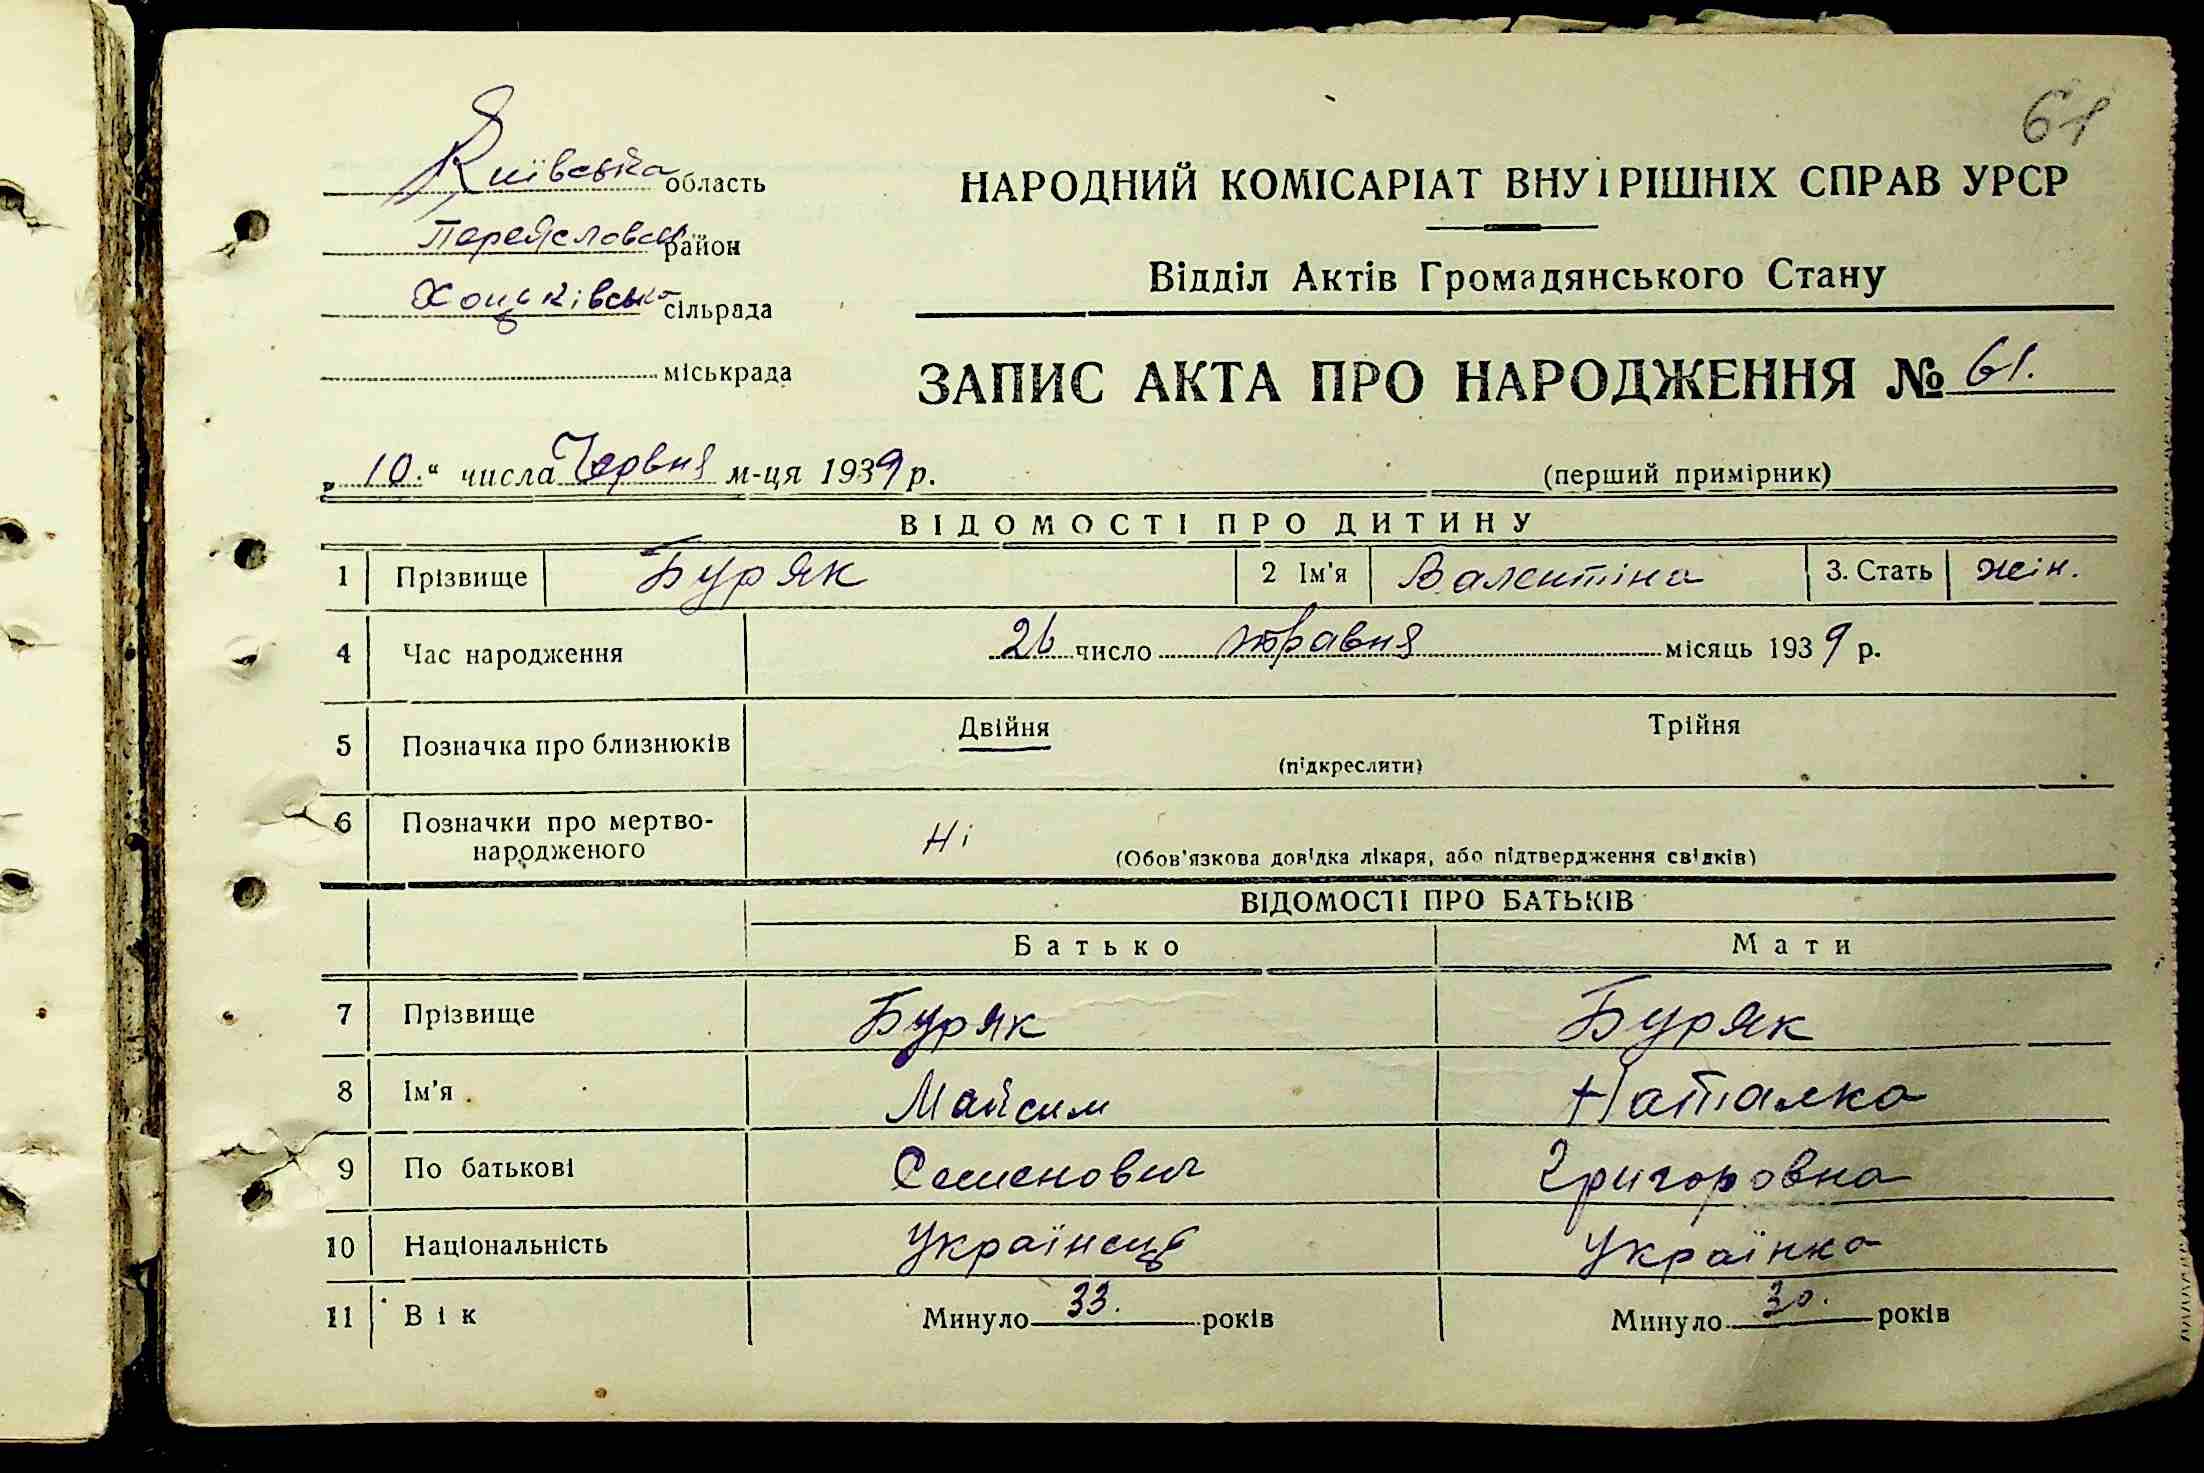 61
Київська область
Переяславськ район
Хоцьківська сільрада
міськрада
НАРОДНИЙ КОМІСАРІАТ ВНУТРІШНІХ СПРАВ УРСР
Відділ Актів Громадянського Стану
ЗАПИС АКТА ПРО НАРОДЖЕННЯ № 61.
„10.“ числа Червня м-ця 1939 р.
(перший примірник)
ВІДОМОСТІ ПРО ДИТИНУ
1 Прізвище Буряк 2 Ім'я Валентіна 3. Стать жін.
4 Час народження 26 число травня місяць 1939 р.
5 Позначка про близнюків Двійня Трійня
(підкреслити)
6 Позначки про мертво-
народженого Ні (Обов'язкова довідка лікаря, або підтвердження свідків)
ВІДОМОСТІ ПРО БАТЬКІВ
Батько Мати
7 Прізвище Буряк Буряк
8 Ім'я Майсим Наталка
9 По батькові Семенович Григоровна
10 Національність Українець Українка
11 Вік Минуло 33. років Минуло 30. років